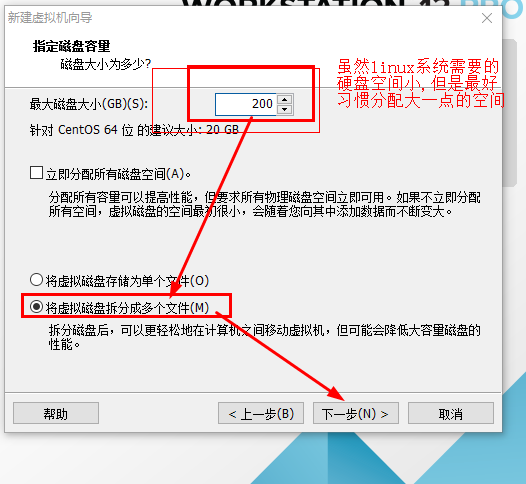 WORKSTATION 12 PRO
新建虚拟机向导
指定磁盘容量
磁盘大小为多少?
虽然linux系统需要的
硬盘空间小,但是最好
习惯分配大一点的空间
最大磁盘大小(GB)(S):
200
针对 CentOS 64 位 的建议大小: 20 GB
立即分配所有磁盘空间(A)。
分配所有容量可以提高性能，但要求所有物理磁盘空间立即可用。如果不立即分配
所有空间，虚拟磁盘的空间最初很小，会随着您向其中添加数据而不断变大。
将虚拟磁盘存储为单个文件(O)
将虚拟磁盘拆分成多个文件(M)
拆分磁盘后，可以更轻松地在计算机之间移动虚拟机，但可能会降低大容量磁盘的
性能。
帮助
< 上一步(B)
下一步(N) >
取消